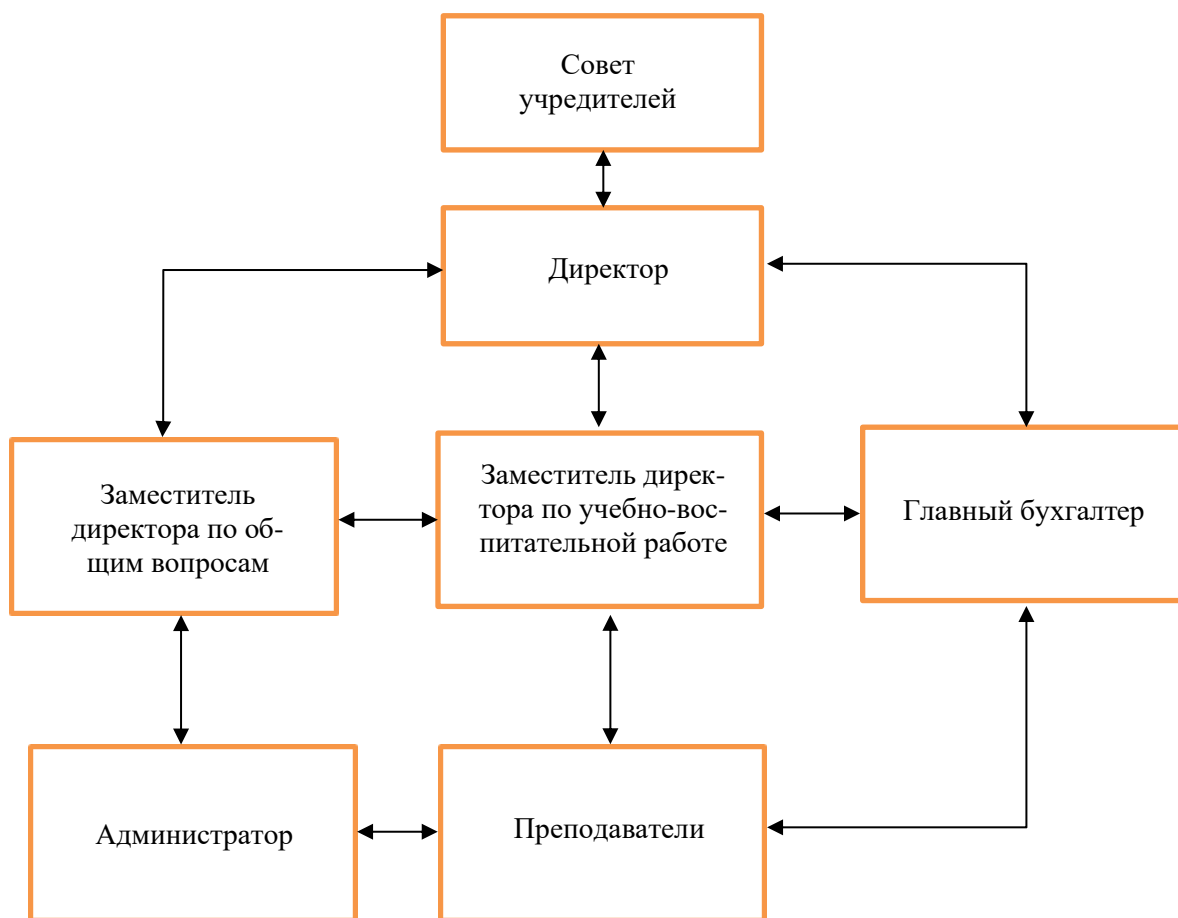 Совет
учредителей
Директор
Заместитель
директора по об-
щим вопросам
Заместитель дирек-
тора по учебно-вос-
питательной работе
Главный бухгалтер
Администратор
Преподаватели